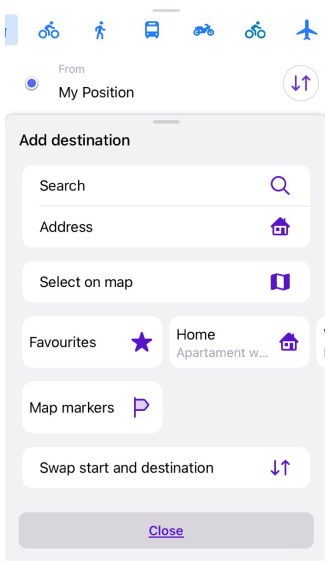 From
My Position
Add destination
Search
Address
Select on map
Favourites
Home
Apartament w...
Map markers
Swap start and destination
Close